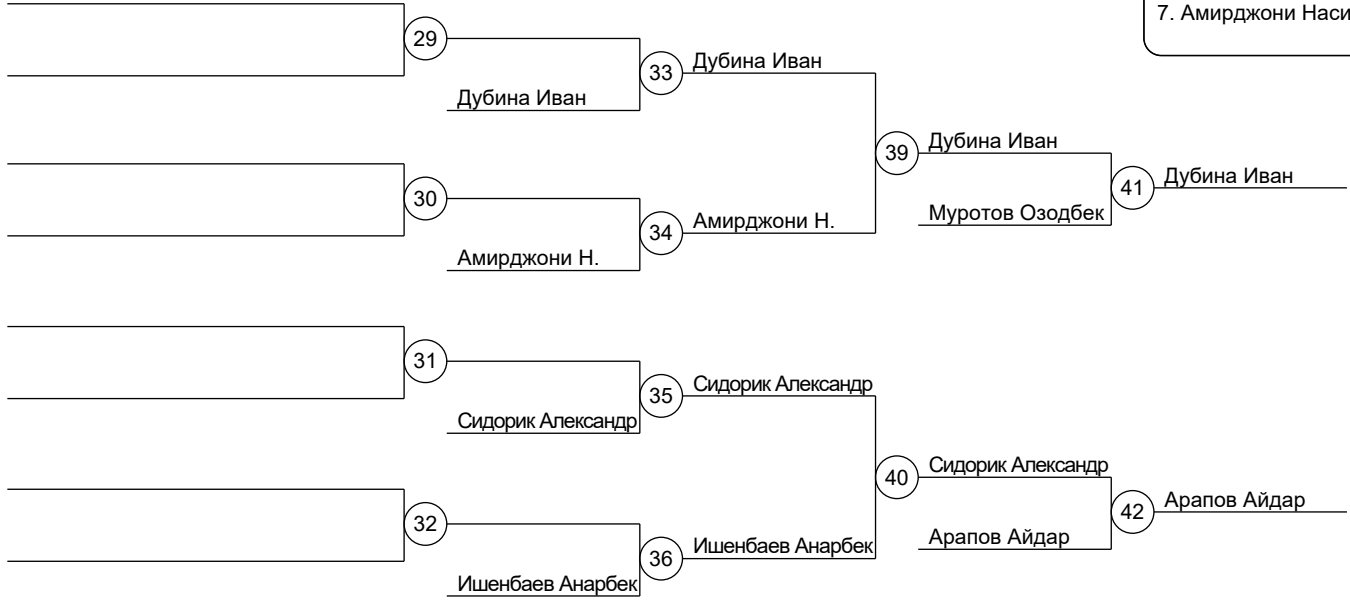 7. Амирджони Наси
29
33
Дубина Иван
Дубина Иван
39
Дубина Иван
41
Дубина Иван
30
34
Амирджони Н.
Муротов Озодбек
Амирджони Н.
31
35
Сидорик Александр
Сидорик Александр
40
Сидорик Александр
42
Арапов Айдар
32
36
Ишенбаев Анарбек
Арапов Айдар
Ишенбаев Анарбек